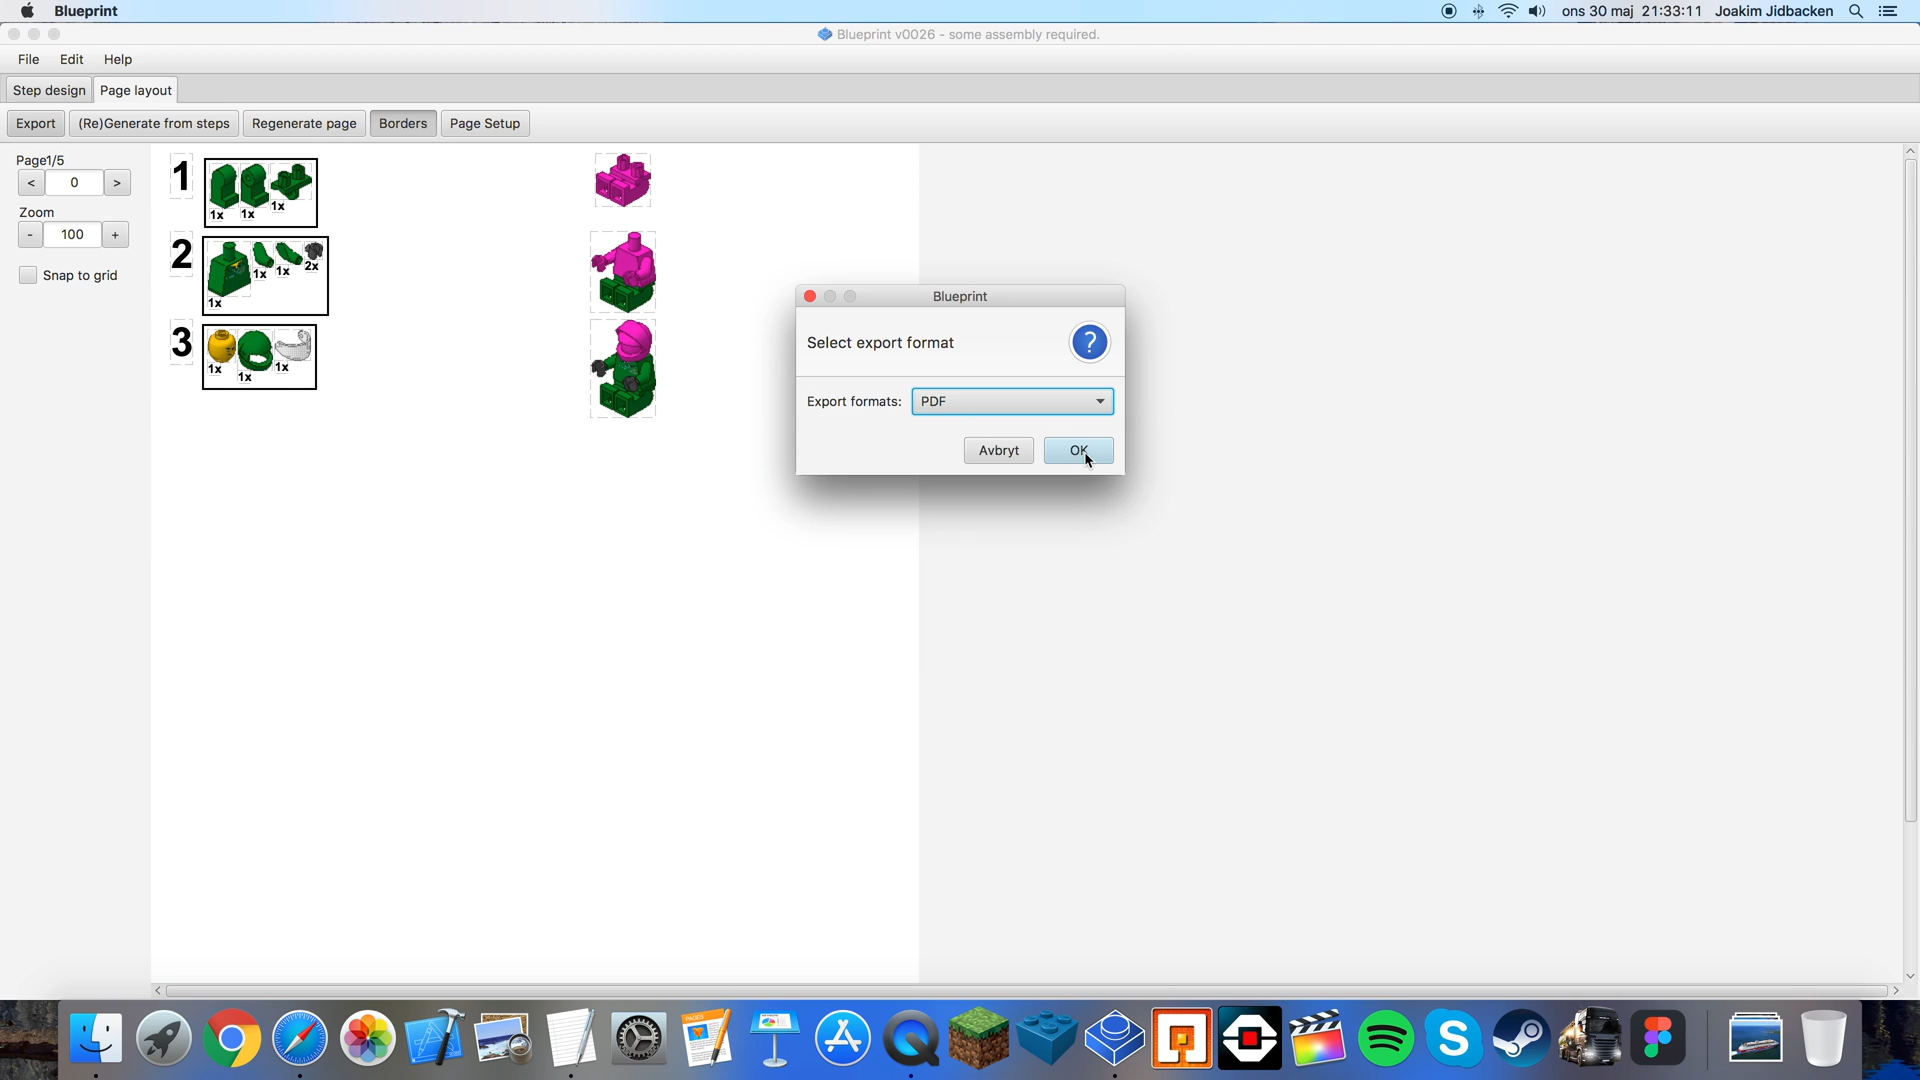 Blueprint
ons 30 maj 21:33:11 Joakim Jidbacken
Blueprint v0026 - some assembly required.
File Edit Help
Step design Page layout
Export (Re)Generate from steps Regenerate page Borders Page Setup
Page1/5
< 0 >
Zoom
- 100 +
Snap to grid
1
1x 1x 1x
2
1x 1x 1x 2x
3
1x 1x 1x
Blueprint
Select export format
?
Export formats: PDF
Avbryt OK
PAGES
S